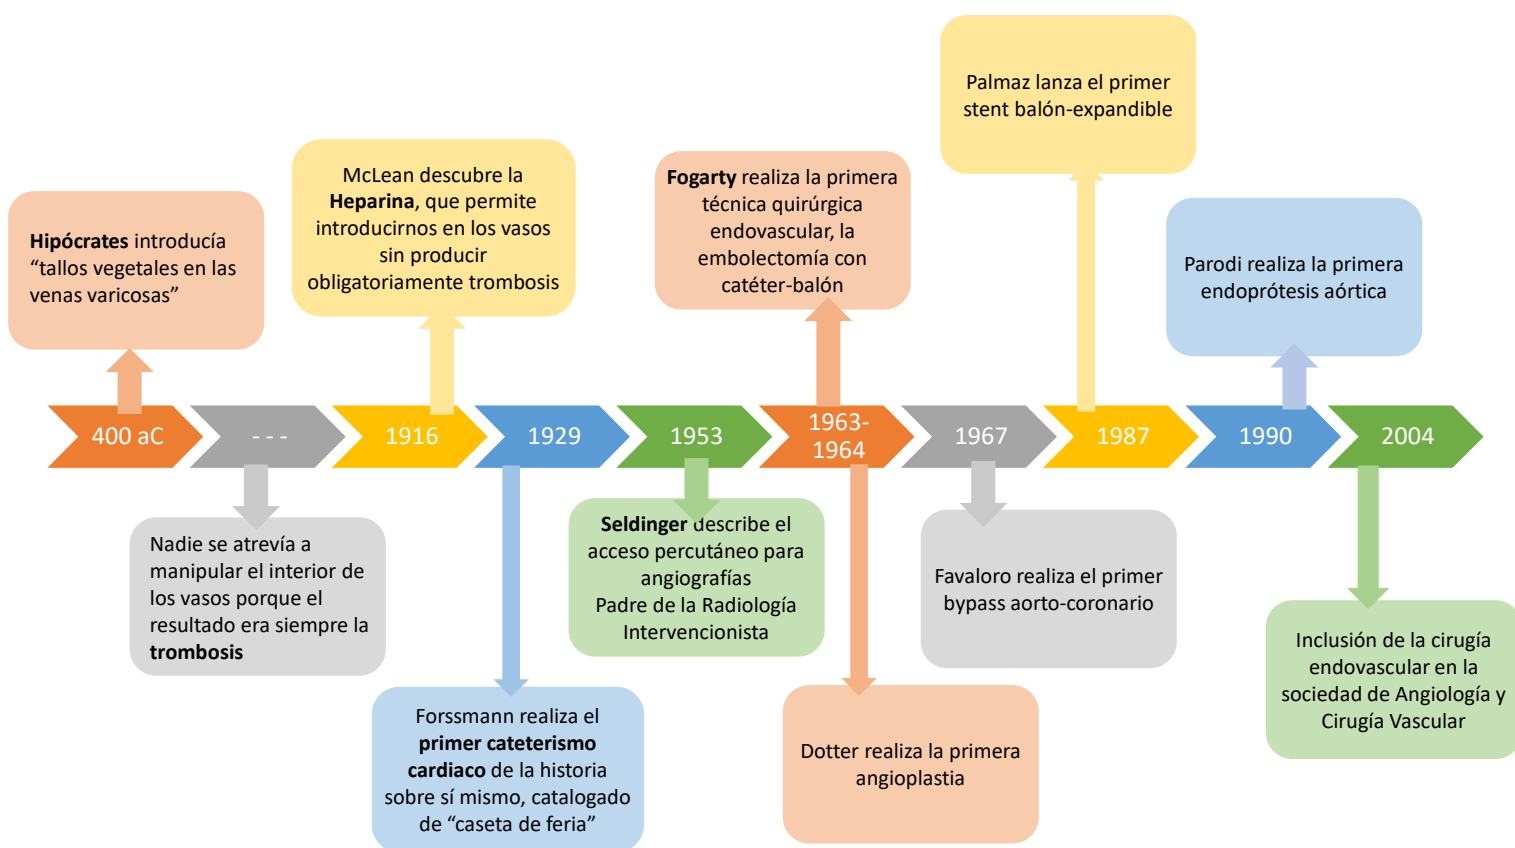 Palmaz lanza el primer
stent balón-expandible
McLean descubre la
Heparina, que permite
introducirnos en los vasos
sin producir
obligatoriamente trombosis
Fogarty realiza la primera
técnica quirúrgica
endovascular, la
embolectomía con
catéter-balón
Hipócrates introducía
“tallos vegetales en las
venas varicosas”
Parodi realiza la primera
endoprótesis aórtica
400 aC
- - -
1916
1929
1953
1963-
1964
1967
1987
1990
2004
Nadie se atrevía a
manipular el interior de
los vasos porque el
resultado era siempre la
trombosis
Seldinger describe el
acceso percutáneo para
angiografías
Padre de la Radiología
Intervencionista
Favaloro realiza el primer
bypass aorto-coronario
Inclusión de la cirugía
endovascular en la
sociedad de Angiología y
Cirugía Vascular
Forssmann realiza el
primer cateterismo
cardiaco de la historia
sobre sí mismo, catalogado
de “caseta de feria”
Dotter realiza la primera
angioplastia